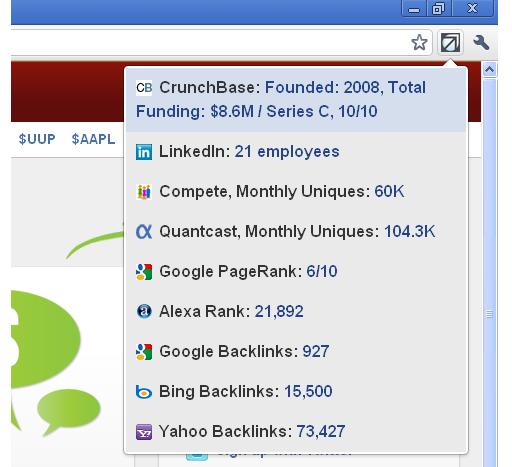 $UUP $AAPL
CB CrunchBase: Founded: 2008, Total
Funding: $8.6M / Series C, 10/10
in LinkedIn: 21 employees
Compete, Monthly Uniques: 60K
Quantcast, Monthly Uniques: 104.3K
Google PageRank: 6/10
Alexa Rank: 21,892
Google Backlinks: 927
Bing Backlinks: 15,500
Yahoo Backlinks: 73,427